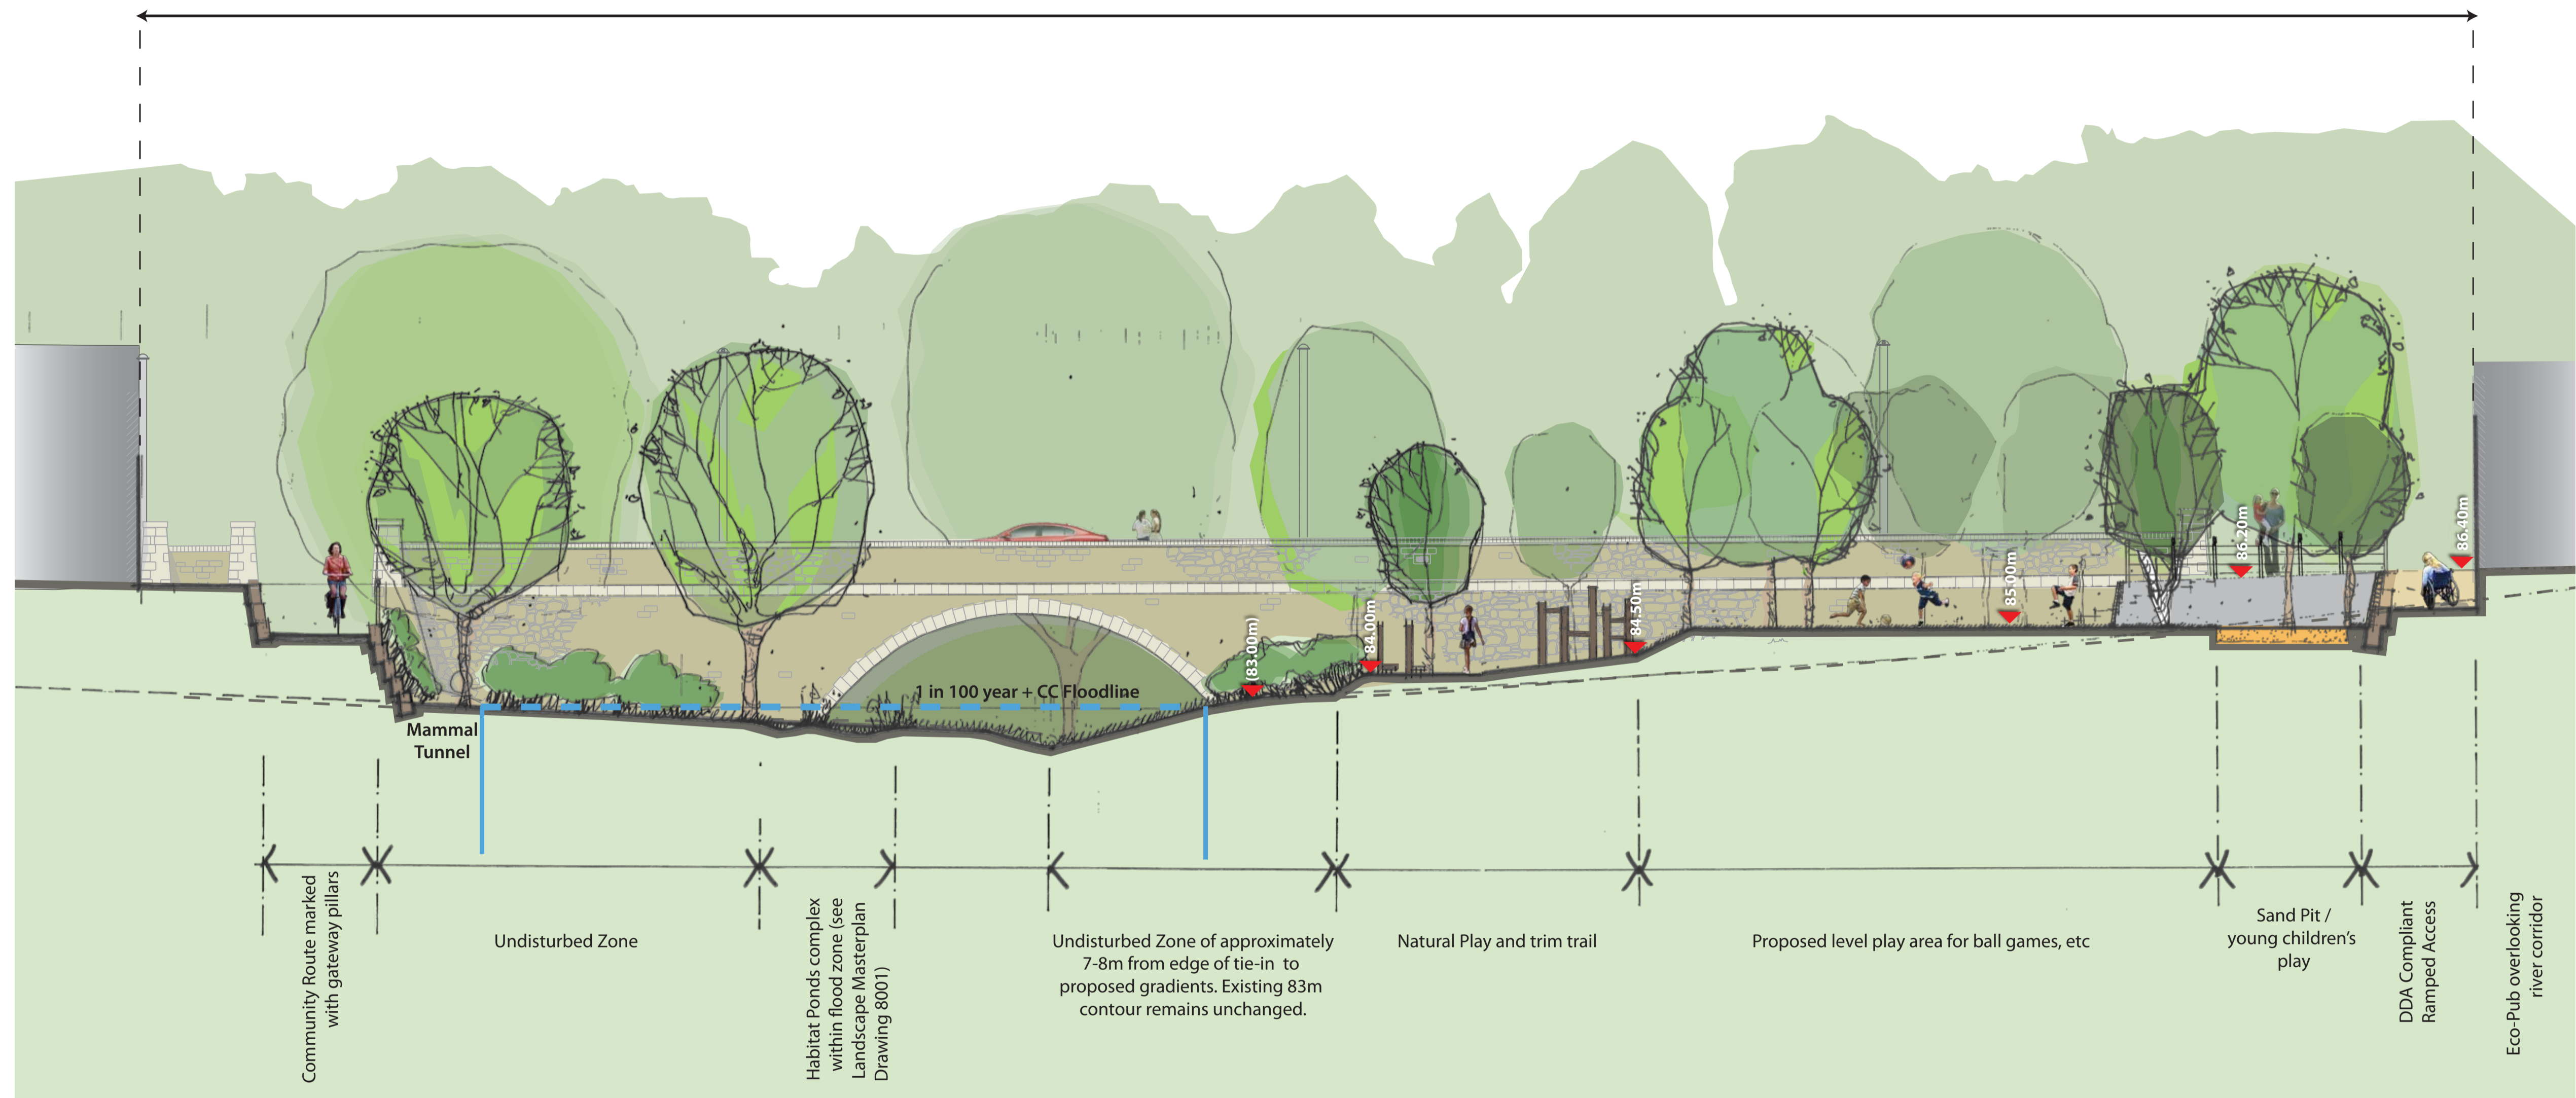 86.40m
86.20m
85.00m
84.50m
84.00m
(83.00m)
1 in 100 year + CC Floodline
Mammal
Tunnel
Community Route marked
with gateway pillars
Undisturbed Zone
Habitat Ponds complex
within flood zone (see
Landscape Masterplan
Drawing 8001)
Undisturbed Zone of approximately
7-8m from edge of tie-in to
proposed gradients. Existing 83m
contour remains unchanged.
Natural Play and trim trail
Proposed level play area for ball games, etc
Sand Pit /
young children's
play
DDA Compliant
Ramped Access
Eco-Pub overlooking
river corridor